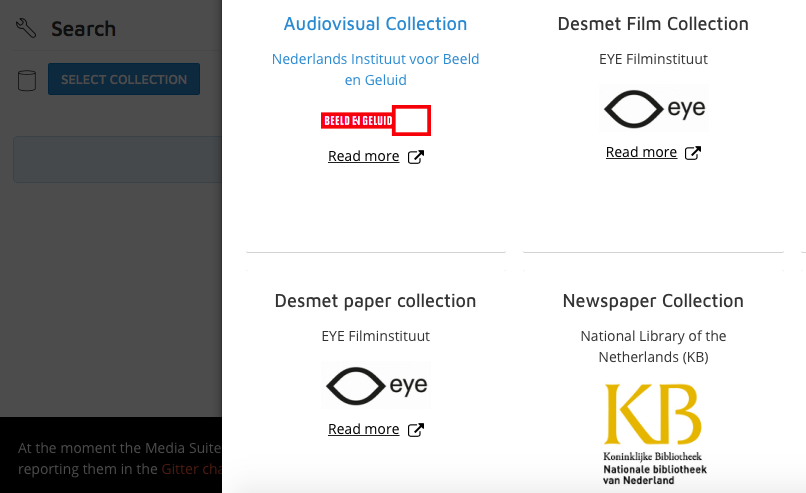 Search
SELECT COLLECTION
Audiovisual Collection
Nederlands Instituut voor Beeld
en Geluid
BEELD EN GELUID
Read more
Desmet Film Collection
EYE Filminstituut
eye
Read more
Desmet paper collection
EYE Filminstituut
eye
Read more
Newspaper Collection
National Library of the
Netherlands (KB)
KB
Koninklijke Bibliotheek
Nationale bibliotheek
van Nederland
At the moment the Media Suite
reporting them in the Gitter cha